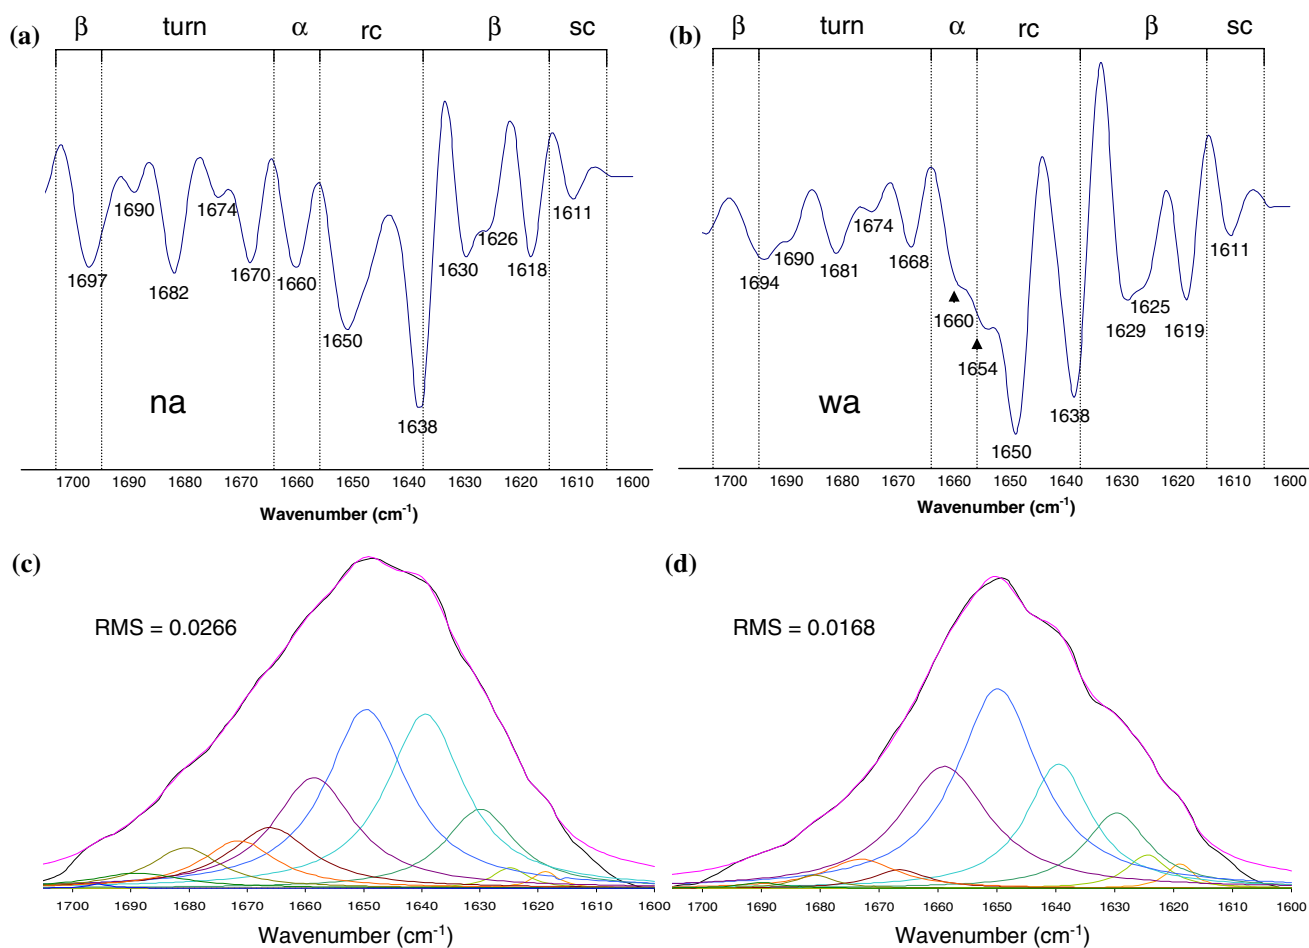 (a)
β turn α rc β sc
1690
1674
1611
1626
1697
1682
1670
1660
1630
1618
1650
1638
na
1700 1690 1680 1670 1660 1650 1640 1630 1620 1610 1600
Wavenumber (cm-1)
(b)
β turn α rc β sc
1674
1611
1690
1694
1681
1668
1625
1660
1629
1619
1654
1638
1650
wa
1700 1690 1680 1670 1660 1650 1640 1630 1620 1610 1600
Wavenumber (cm-1)
(c)
RMS = 0.0266
1700 1690 1680 1670 1660 1650 1640 1630 1620 1610 1600
Wavenumber (cm-1)
(d)
RMS = 0.0168
1700 1690 1680 1670 1660 1650 1640 1630 1620 1610 1600
Wavenumber (cm-1)